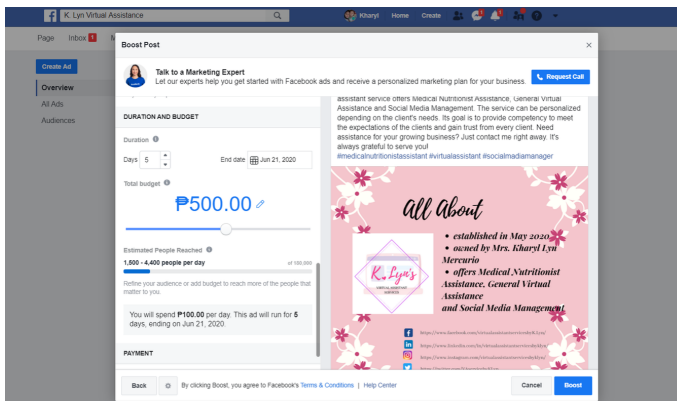 K. Lyn Virtual Assistance
Kharyl Home Create
Page Inbox
Boost Post
Create Ad
Overview
All Ads
Audiences
Talk to a Marketing Expert
Let our experts help you get started with Facebook ads and receive a personalized marketing plan for your business.
Request Call
DURATION AND BUDGET
Duration
Days 5 End date Jun 21, 2020
Total budget
₱500.00
Estimated People Reached
1,500 - 4,400 people per day
of 100,000
Refine your audience or add budget to reach more of the people that
matter to you.
You will spend ₱100.00 per day. This ad will run for 5
days, ending on Jun 21, 2020.
PAYMENT
assistant service offers Medical Nutritionist Assistance, General Virtual
Assistance and Social Media Management. The service can be personalized
depending on the client's needs. Its goal is to provide competency to meet
the expectations of the clients and gain trust from every client. Need
assistance for your growing business? Just contact me right away. It's
always grateful to serve you!
#medicalnutritionistassistant #virtualassistant #socialmadiamanager
All About
• established in May 2020
• owned by Mrs. Kharyl Lyn
Mercurio
• offers Medical Nutritionist
Assistance, General Virtual
Assistance
and Social Media Management
K. Lyn's
VIRTUAL ASSISTANT
SERVICES
Back
By clicking Boost, you agree to Facebook's Terms & Conditions | Help Center
Cancel
Boost